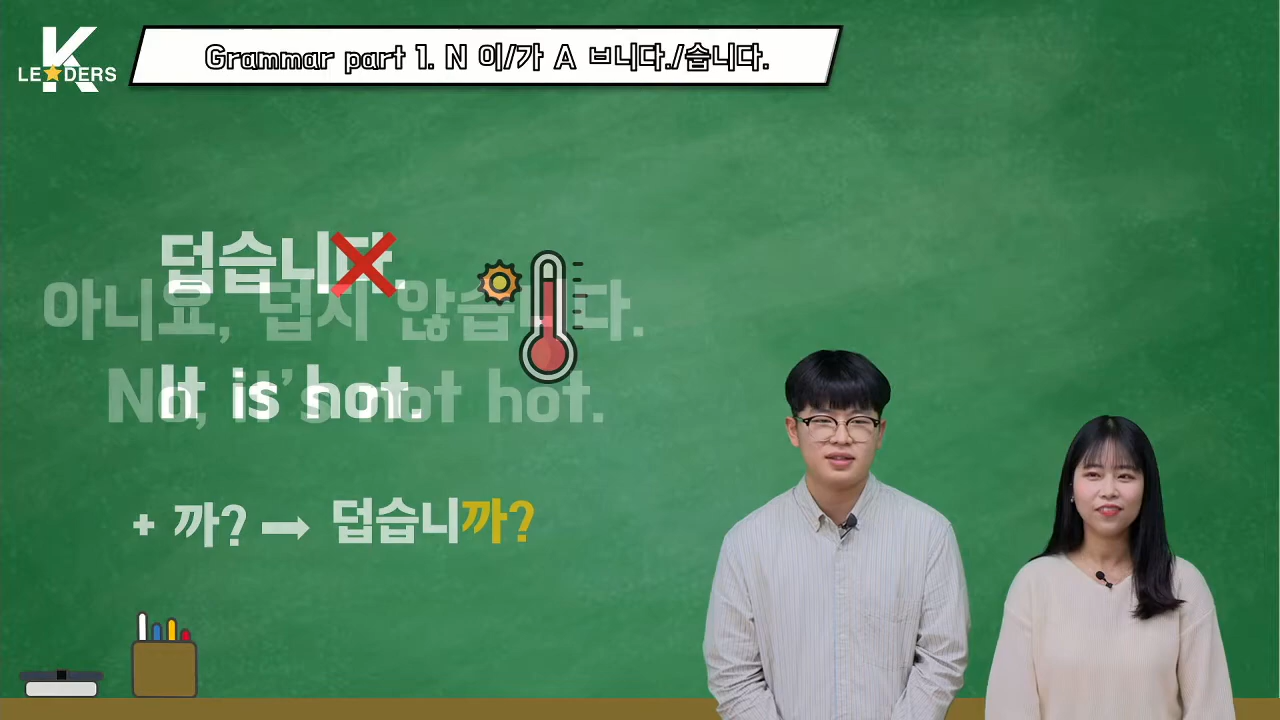 K
LEADERS
Grammar part 1. N 이/가 A ㅂ니다./습니다.
덥습니다.
아니요, 덥지 않습니다.
It is hot.
No, it's not hot.
+ 까? → 덥습니까?